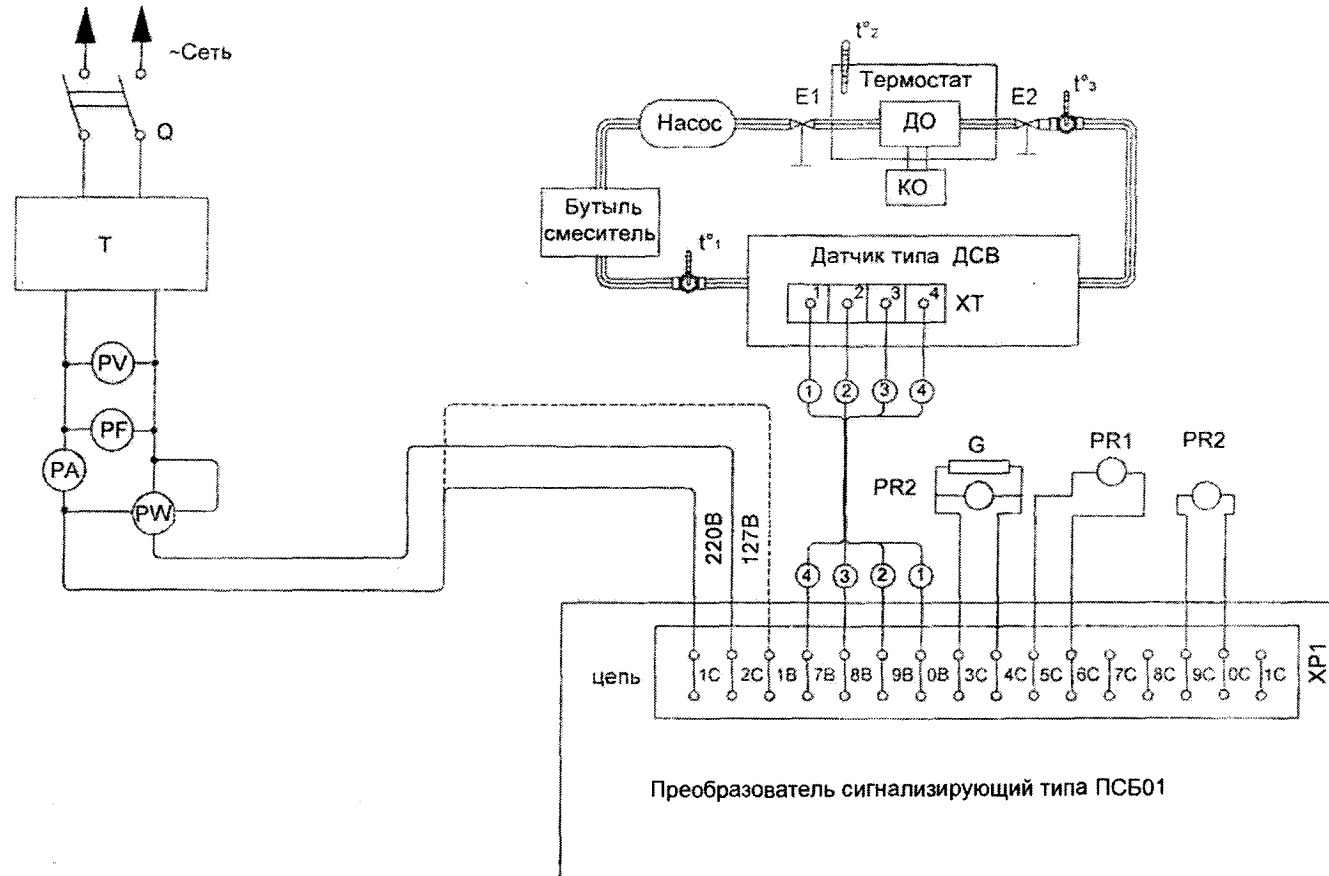 ~Сеть
Q
T
PV
PF
PA
PW
t°₂
Термостат
E1
E2
t°₃
Насос
ДО
КО
Бутыль
смеситель
t°₁
Датчик типа ДСВ
1 2 3 4
ХТ
1 2 3 4
G
PR2
PR1
PR2
220В
127В
4 3 2 1
цепь
1С 2С 1В 7В 8В 9В 0В 3С 4С 5С 6С 7С 8С 9С 0С 1С
ХР1
Преобразователь сигнализирующий типа ПСБ01